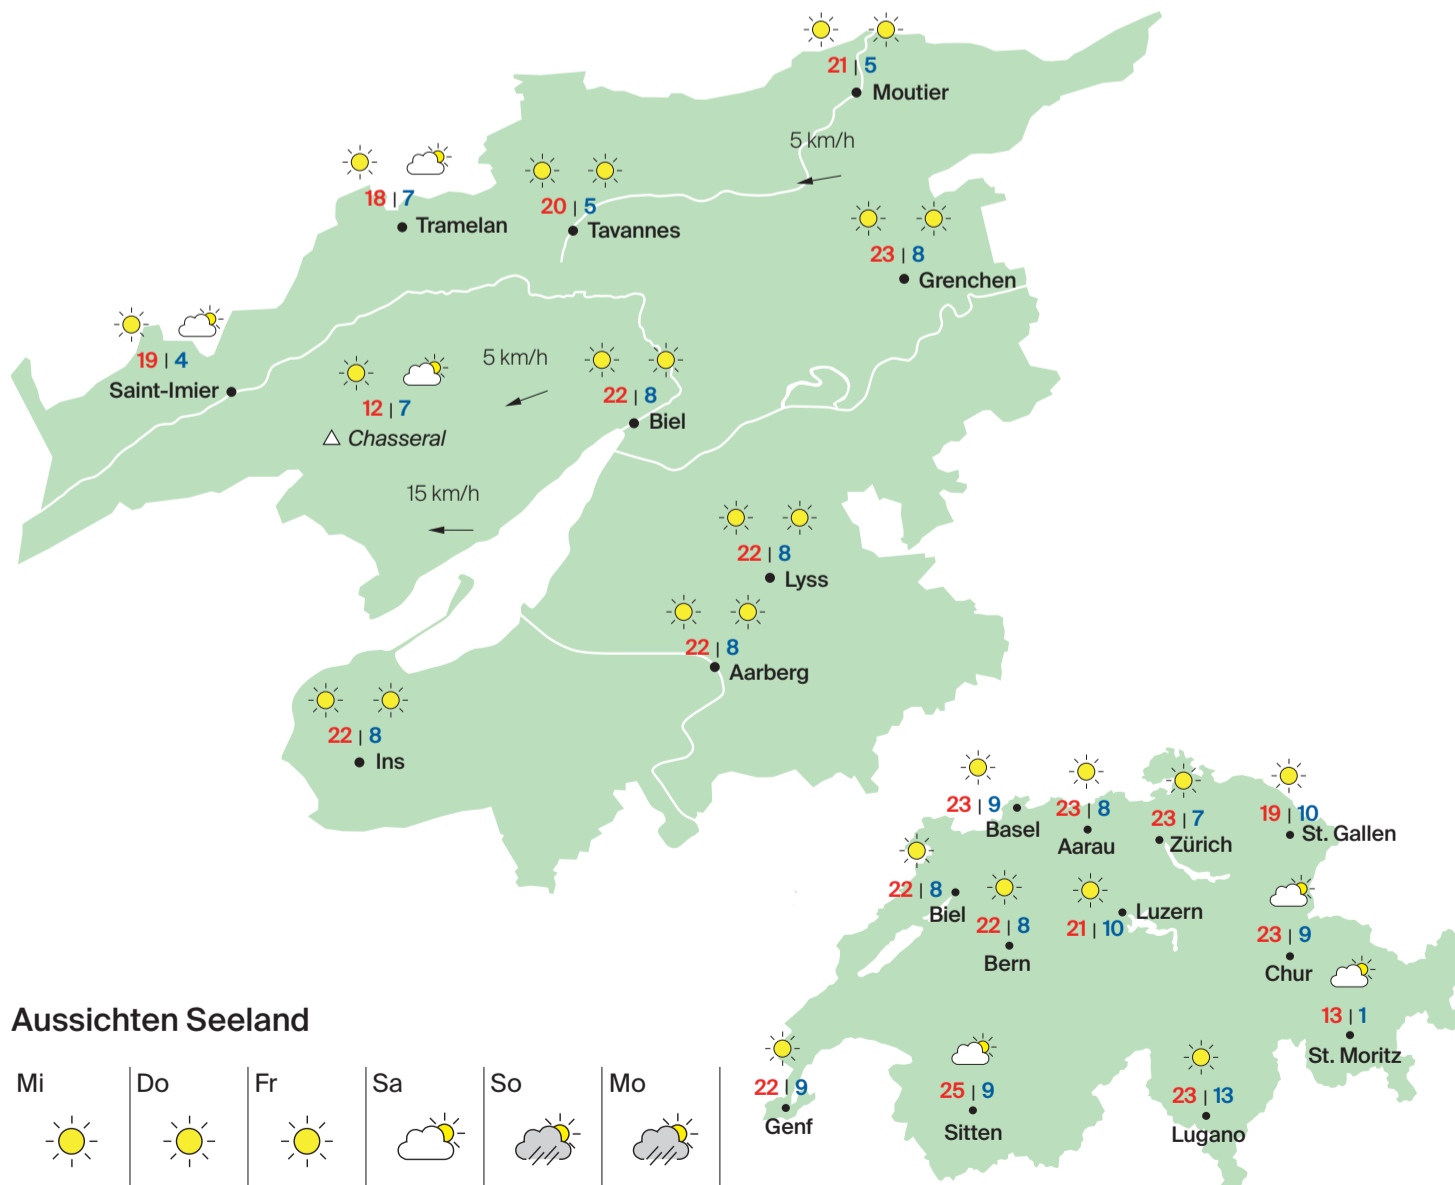 21 | 5
Moutier
5 km/h
18 | 7
Tramelan
20 | 5
Tavannes
23 | 8
Grenchen
19 | 4
Saint-Imier
12 | 7
Chasseral
5 km/h
22 | 8
Biel
15 km/h
22 | 8
Lyss
22 | 8
Aarberg
22 | 8
Ins
23 | 9
Basel
23 | 8
Aarau
23 | 7
Zürich
19 | 10
St. Gallen
22 | 8
Biel
22 | 8
Bern
21 | 10
Luzern
23 | 9
Chur
13 | 1
St. Moritz
22 | 9
Genf
25 | 9
Sitten
23 | 13
Lugano
Aussichten Seeland
Mi Do Fr Sa So Mo